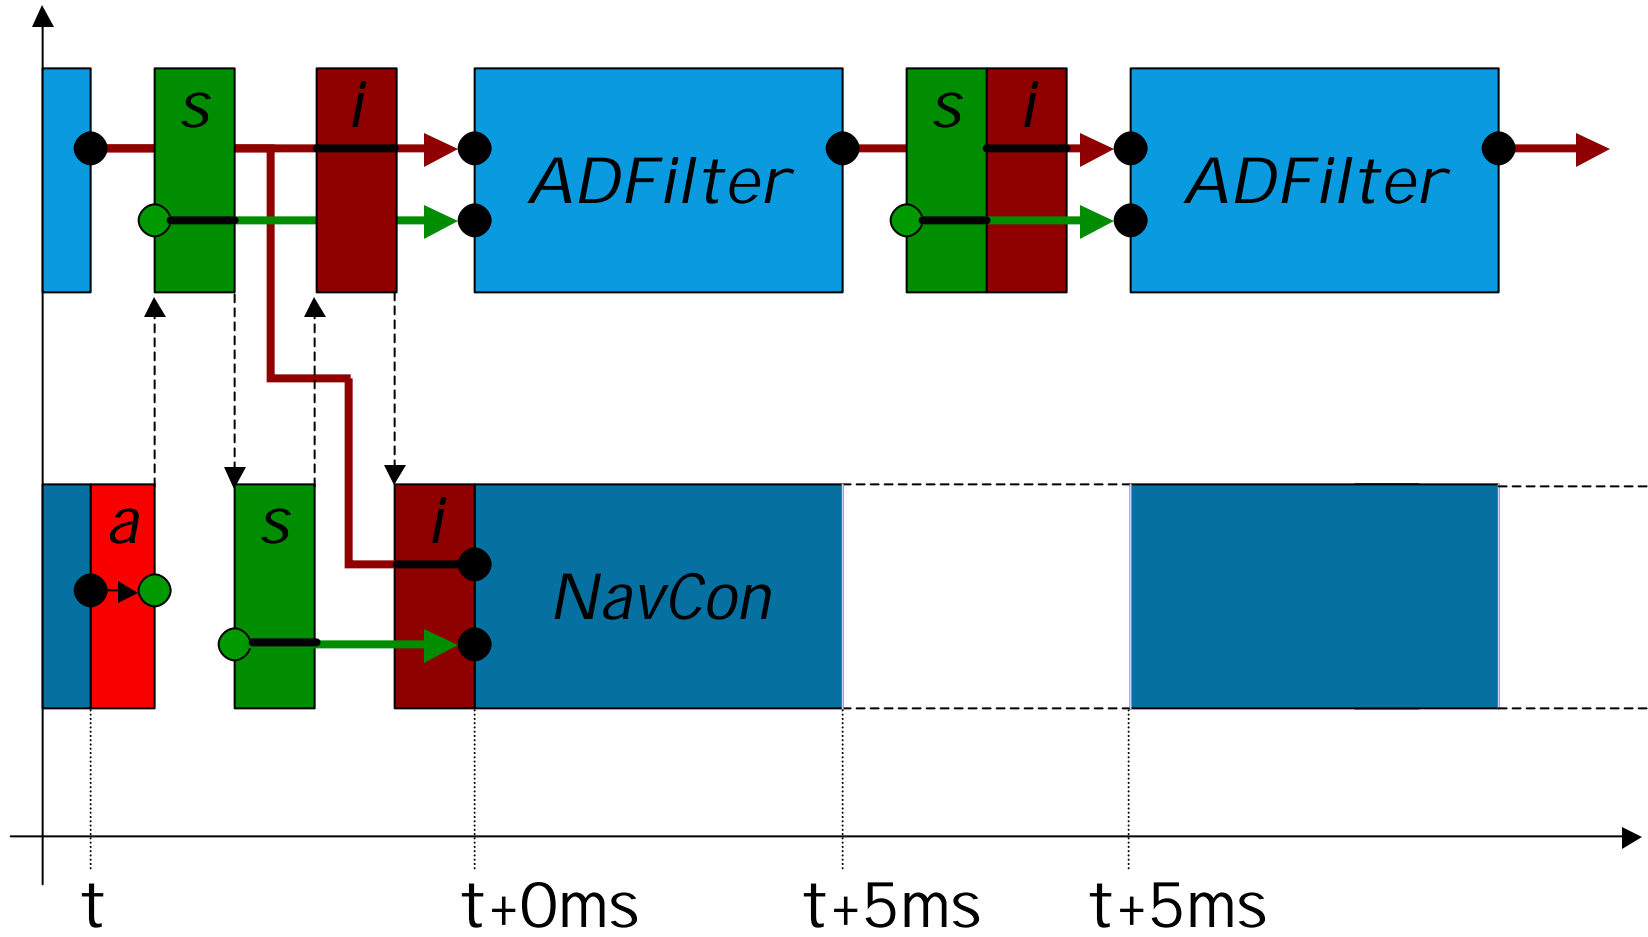 s i s i
ADFilter ADFilter
a s i
NavCon
t t+0ms t+5ms t+5ms